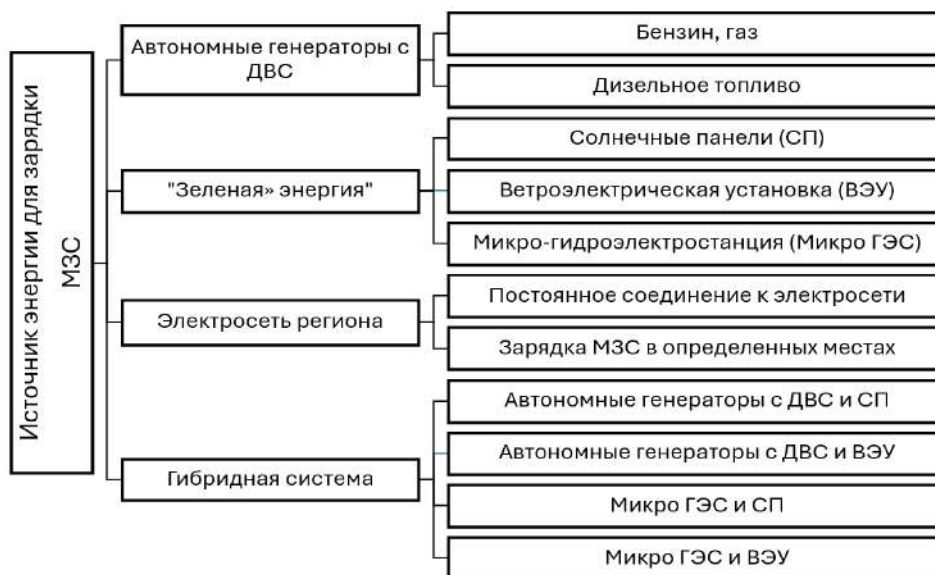 Источник энергии для зарядки
МЗС
Автономные генераторы с
ДВС
Бензин, газ
Дизельное топливо
"Зеленая» энергия"
Солнечные панели (СП)
Ветроэлектрическая установка (ВЭУ)
Микро-гидроэлектростанция (Микро ГЭС)
Электросеть региона
Постоянное соединение к электросети
Зарядка МЗС в определенных местах
Гибридная система
Автономные генераторы с ДВС и СП
Автономные генераторы с ДВС и ВЭУ
Микро ГЭС и СП
Микро ГЭС и ВЭУ